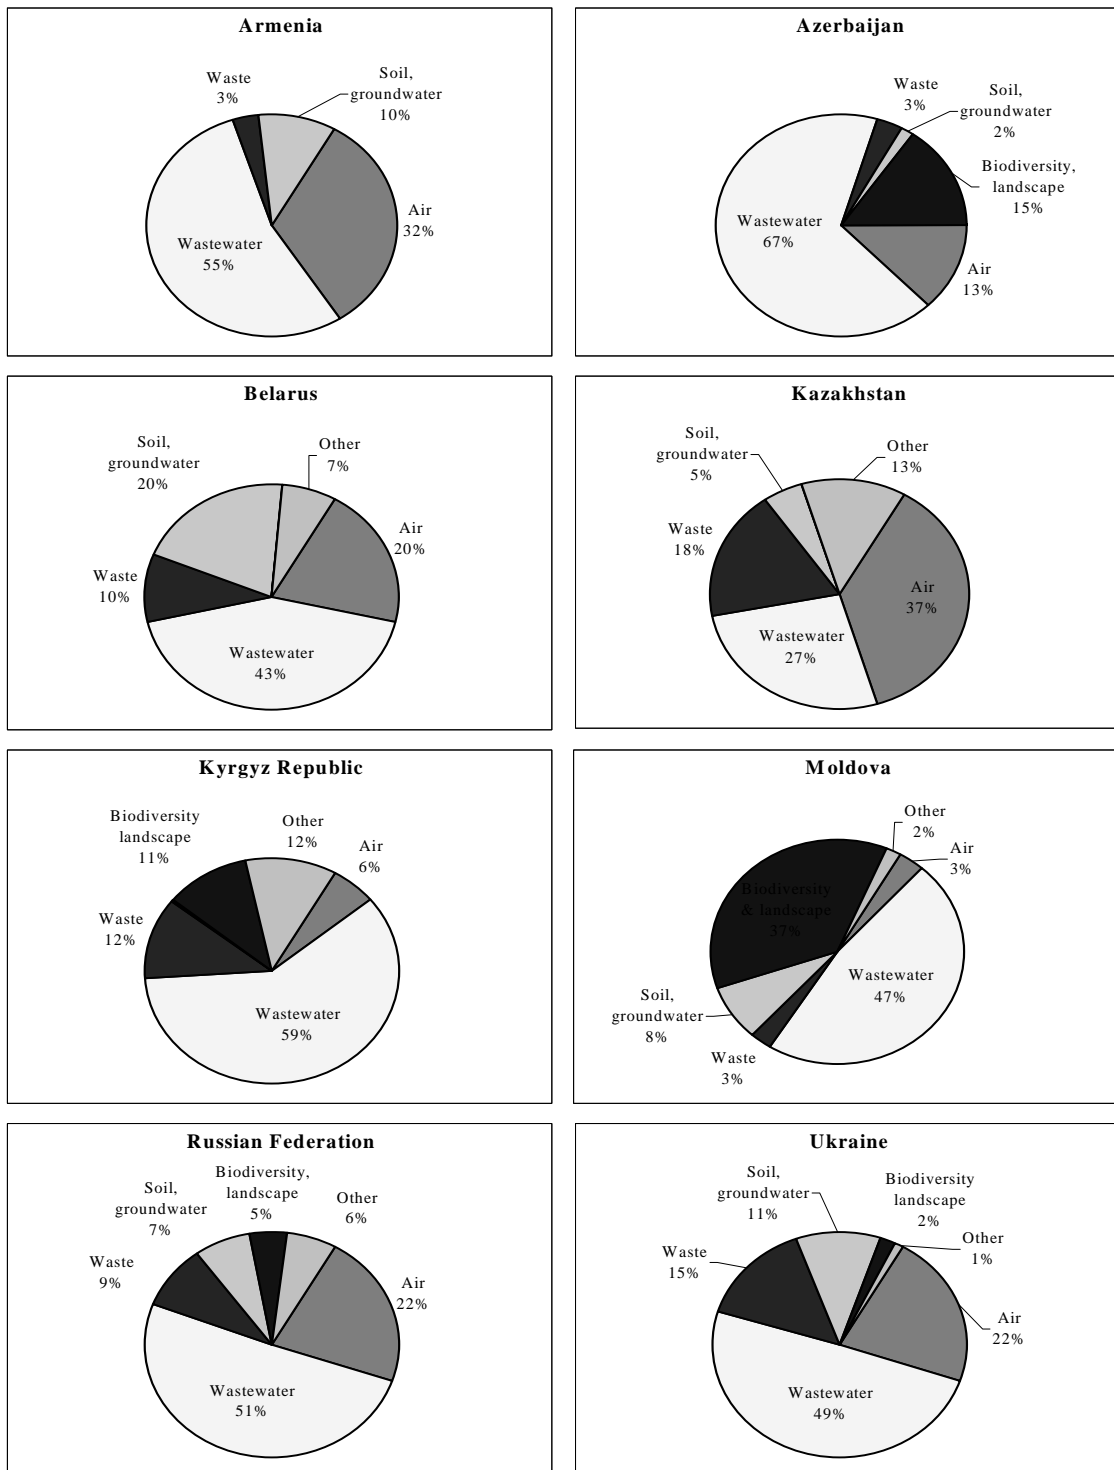 Armenia
Waste
3%
Soil,
groundwater
10%
Air
32%
Wastewater
55%
Azerbaijan
Waste
3%
Soil,
groundwater
2%
Biodiversity,
landscape
15%
Air
13%
Wastewater
67%
Belarus
Soil,
groundwater
20%
Other
7%
Air
20%
Waste
10%
Wastewater
43%
Kazakhstan
Soil,
groundwater
5%
Other
13%
Waste
18%
Air
37%
Wastewater
27%
Kyrgyz Republic
Biodiversity
landscape
11%
Other
12%
Air
6%
Waste
12%
Wastewater
59%
Moldova
Other
2%
Air
3%
Biodiversity
& landscape
37%
Wastewater
47%
Soil,
groundwater
8%
Waste
3%
Russian Federation
Biodiversity,
landscape
5%
Soil,
groundwater
7%
Other
6%
Waste
9%
Air
22%
Wastewater
51%
Ukraine
Soil,
groundwater
11%
Biodiversity
landscape
2%
Other
1%
Waste
15%
Air
22%
Wastewater
49%